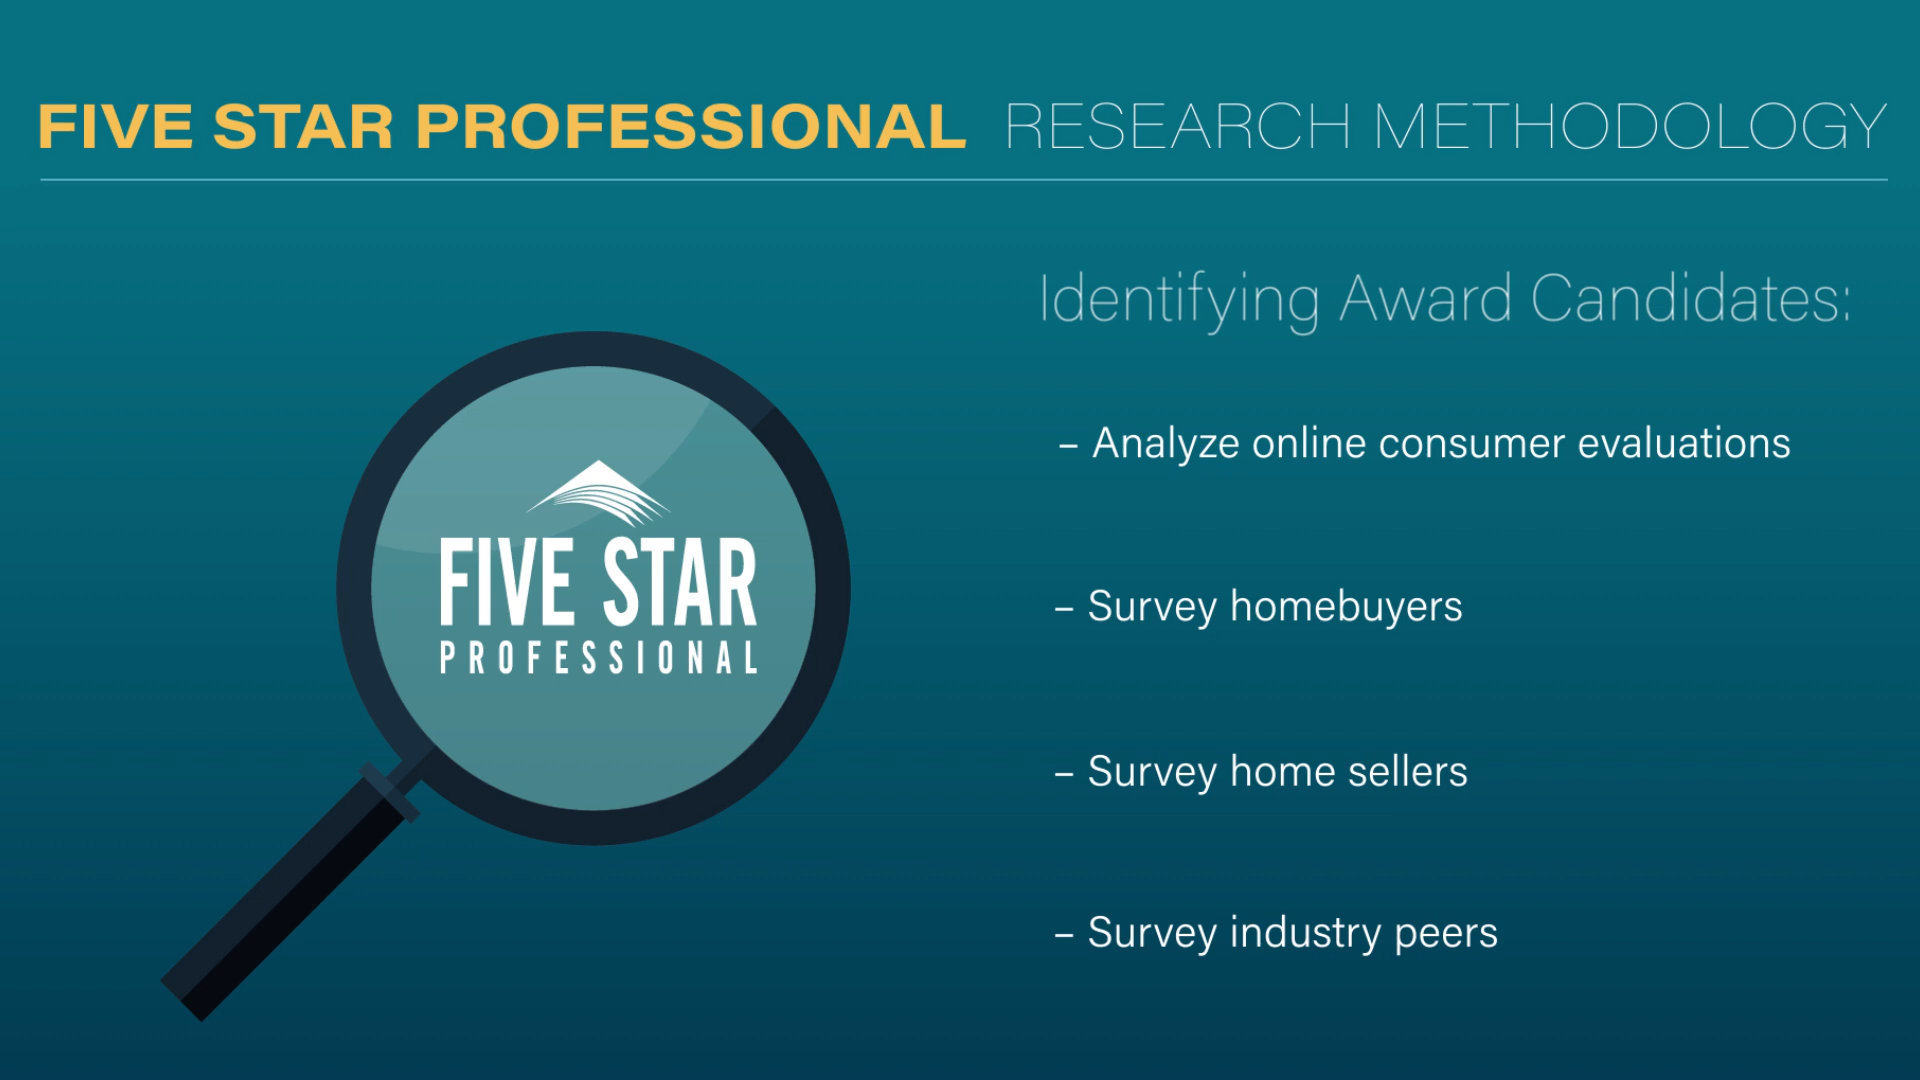 FIVE STAR PROFESSIONAL RESEARCH METHODOLOGY
Identifying Award Candidates:
– Analyze online consumer evaluations
– Survey homebuyers
– Survey home sellers
– Survey industry peers
FIVE STAR
PROFESSIONAL